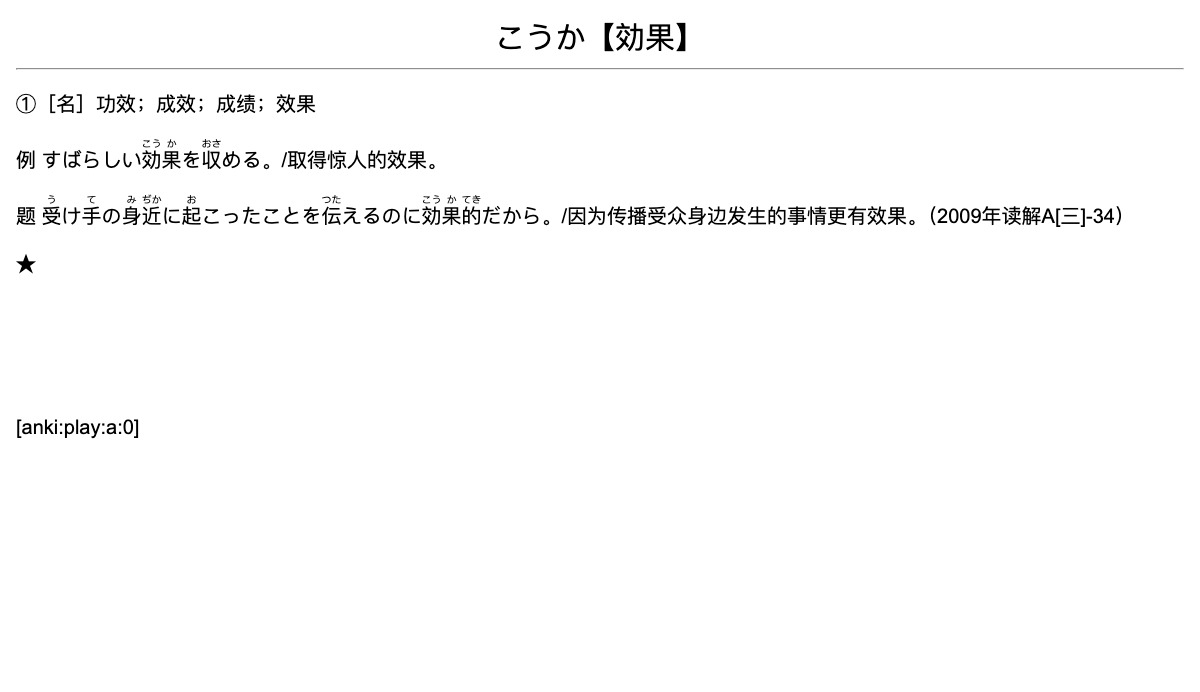 こうか【効果】
①［名］功效；成效；成绩；效果
例 すばらしい効果を収める。/取得惊人的效果。
题 受け手の身近に起こったことを伝えるのに効果的だから。/因为传播受众身边发生的事情更有效果。（2009年读解A[三]-34）
★
[anki:play:a:0]